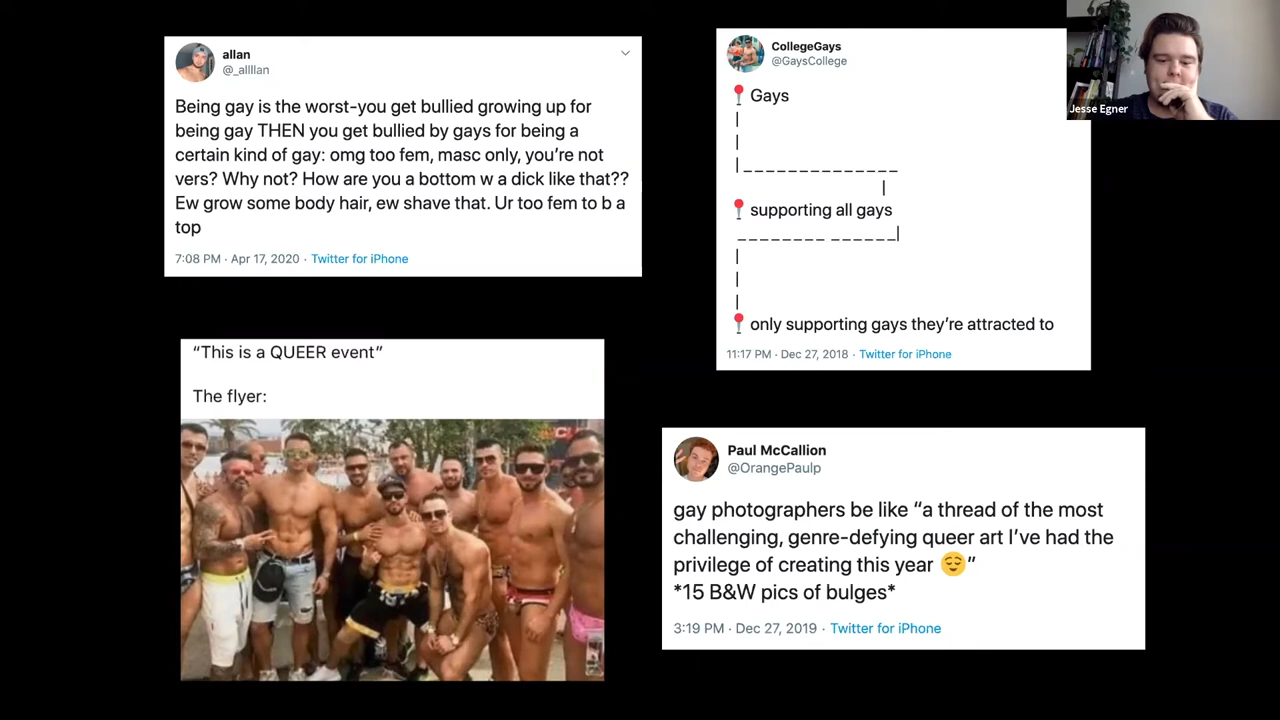 allan
@_allllan
Being gay is the worst-you get bullied growing up for
being gay THEN you get bullied by gays for being a
certain kind of gay: omg too fem, masc only, you’re not
vers? Why not? How are you a bottom w a dick like that??
Ew grow some body hair, ew shave that. Ur too fem to b a
top
7:08 PM · Apr 17, 2020 · Twitter for iPhone
CollegeGays
@GaysCollege
Gays
supporting all gays
only supporting gays they’re attracted to
11:17 PM · Dec 27, 2018 · Twitter for iPhone
Jesse Egner
“This is a QUEER event”
The flyer:
Paul McCallion
@OrangePaulp
gay photographers be like “a thread of the most
challenging, genre-defying queer art I’ve had the
privilege of creating this year 😌”
*15 B&W pics of bulges*
3:19 PM · Dec 27, 2019 · Twitter for iPhone